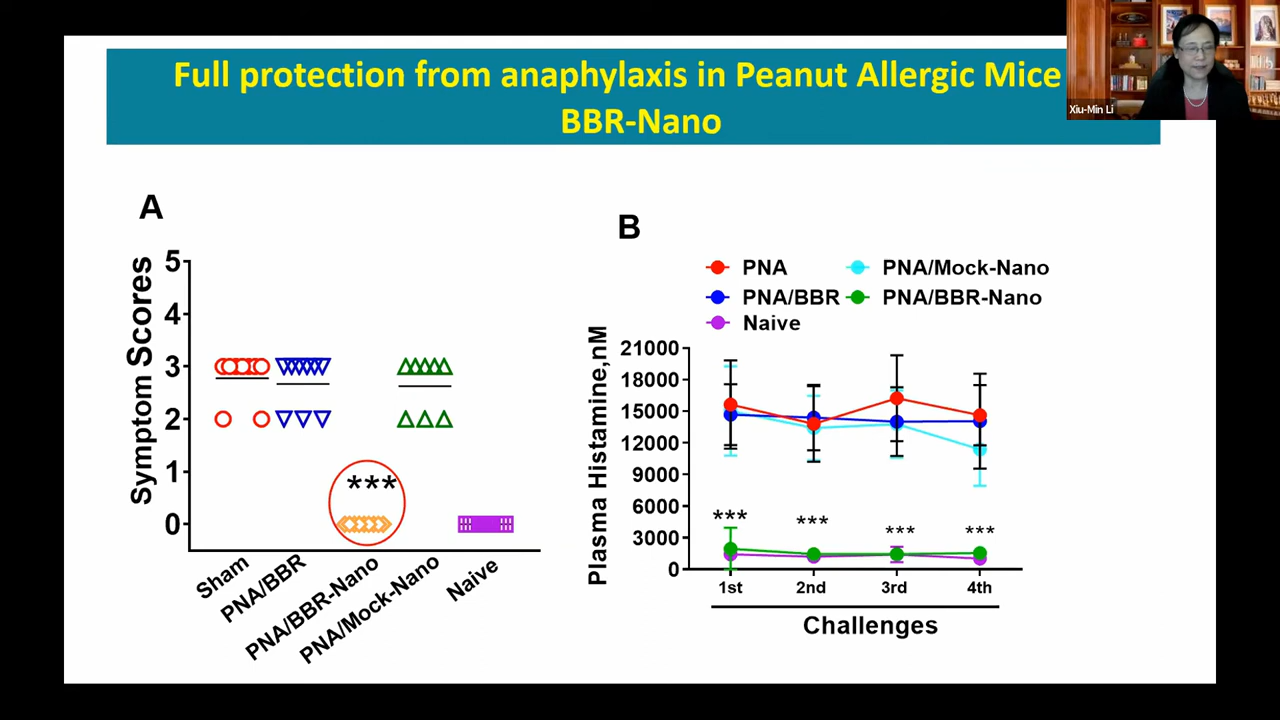 Full protection from anaphylaxis in Peanut Allergic Mice
BBR-Nano
Xiu-Min Li
A
Symptom Scores
5
4
3
2
1
0
***
Sham
PNA/BBR
PNA/BBR-Nano
PNA/Mock-Nano
Naive
B
PNA
PNA/Mock-Nano
PNA/BBR
PNA/BBR-Nano
Naive
Plasma Histamine,nM
21000
18000
15000
12000
9000
6000
3000
0
***
***
***
***
1st
2nd
3rd
4th
Challenges